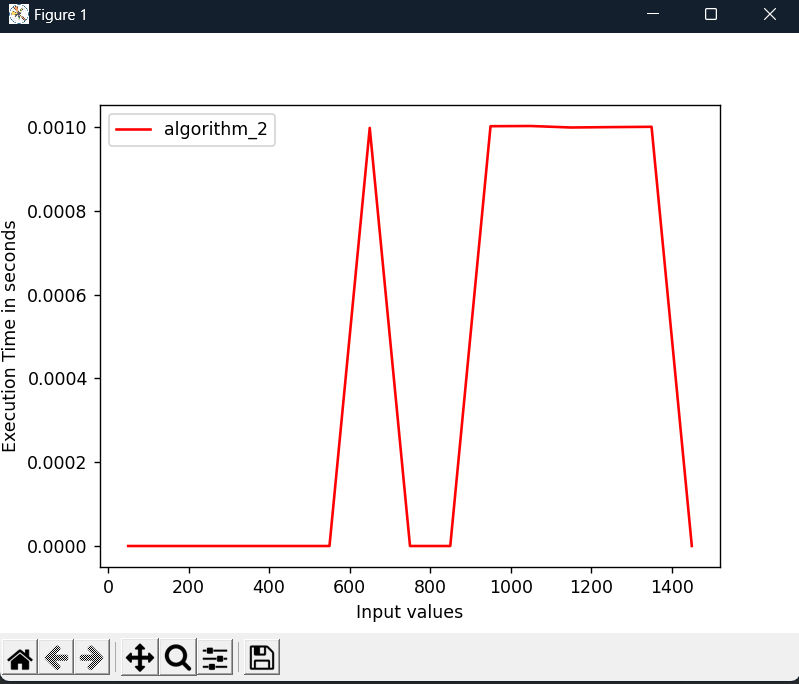 Figure 1
algorithm_2
0.0010
0.0008
0.0006
0.0004
0.0002
0.0000
Execution Time in seconds
0 200 400 600 800 1000 1200 1400
Input values